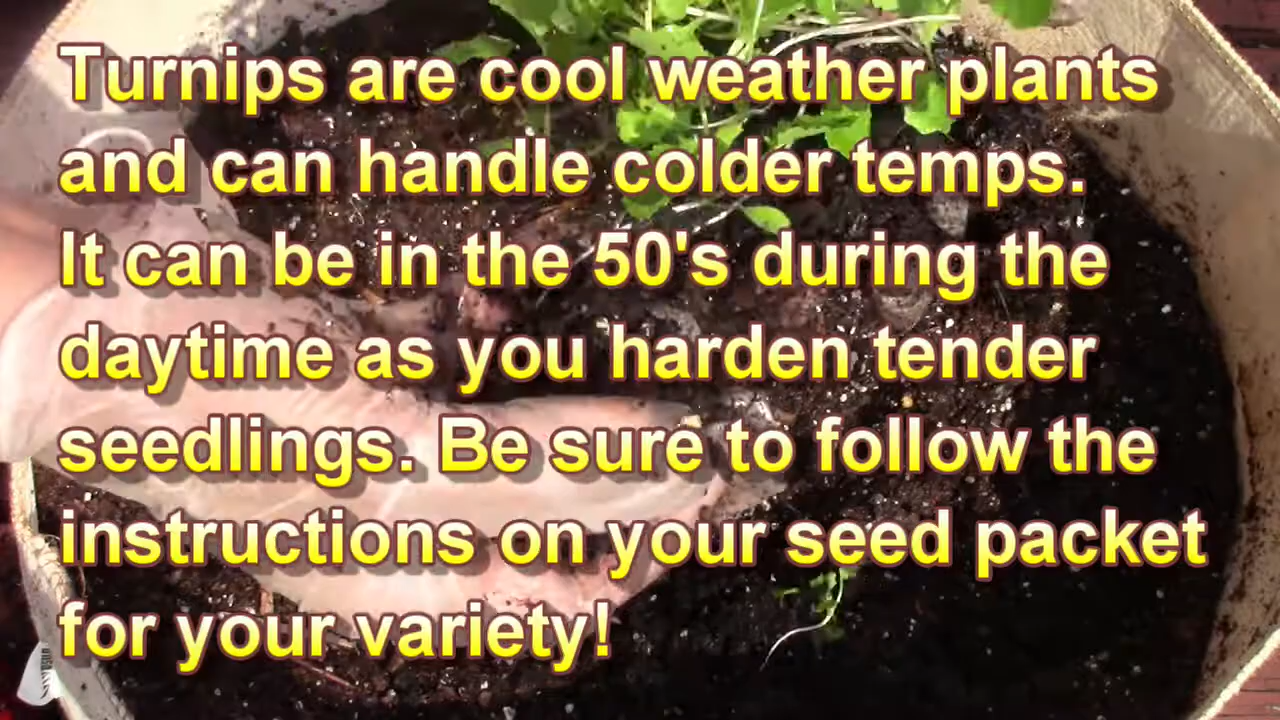 Turnips are cool weather plants
and can handle colder temps.
It can be in the 50's during the
daytime as you harden tender
seedlings. Be sure to follow the
instructions on your seed packet
for your variety!